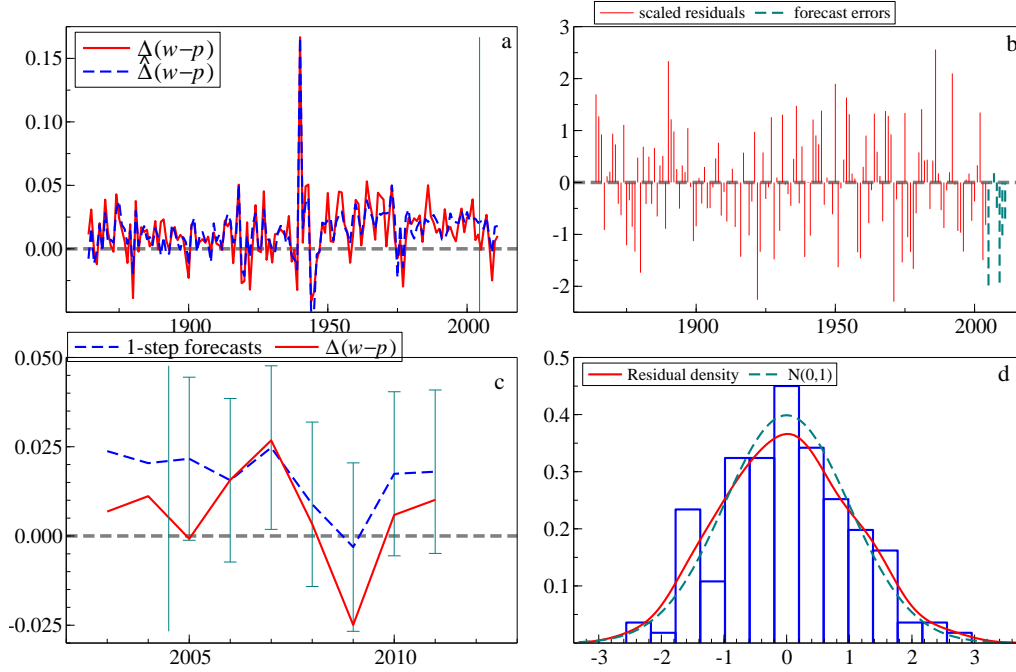 a
Δ(w−p)
Δ̂(w−p)
0.15
0.10
0.05
0.00
1900 1950 2000
b
scaled residuals forecast errors
3
2
1
0
-1
-2
1900 1950 2000
c
1-step forecasts Δ(w−p)
0.050
0.025
0.000
-0.025
2005 2010
d
Residual density N(0,1)
0.5
0.4
0.3
0.2
0.1
-3 -2 -1 0 1 2 3